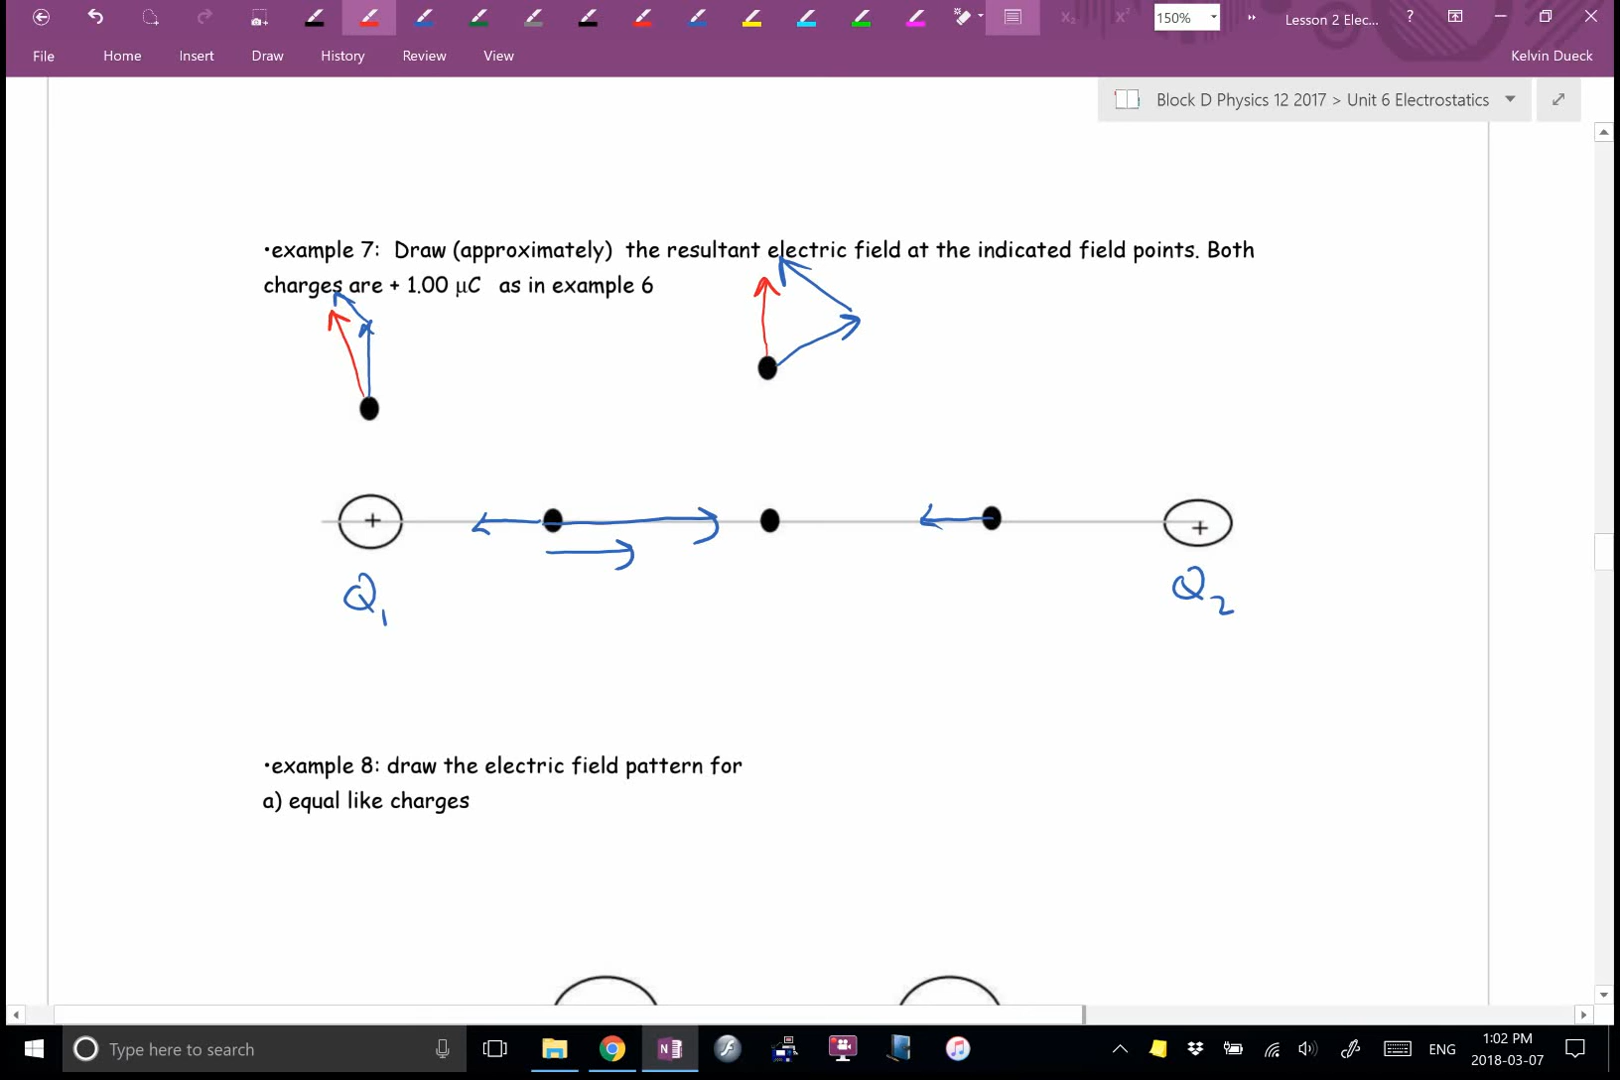 150%
Lesson 2 Elec...
?
File
Home
Insert
Draw
History
Review
View
Kelvin Dueck
Block D Physics 12 2017 > Unit 6 Electrostatics
•example 7: Draw (approximately) the resultant electric field at the indicated field points. Both
charges are + 1.00 μC as in example 6
+
+
Q₁
Q₂
•example 8: draw the electric field pattern for
a) equal like charges
Type here to search
ENG
1:02 PM
2018-03-07